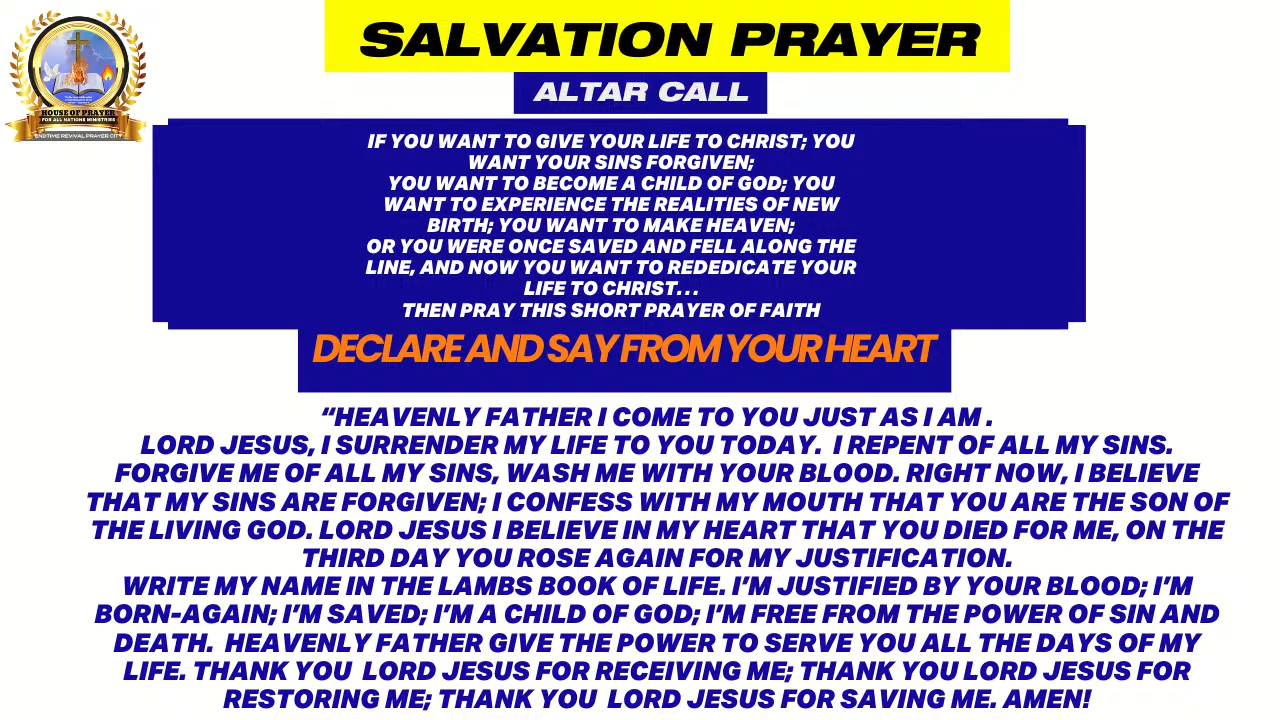 SALVATION PRAYER
ALTAR CALL
HOUSE OF PRAYER
FOR ALL NATIONS MINISTRIES
ENDTIME REVIVAL PRAYER CITY
IF YOU WANT TO GIVE YOUR LIFE TO CHRIST; YOU
WANT YOUR SINS FORGIVEN;
YOU WANT TO BECOME A CHILD OF GOD; YOU
WANT TO EXPERIENCE THE REALITIES OF NEW
BIRTH; YOU WANT TO MAKE HEAVEN;
OR YOU WERE ONCE SAVED AND FELL ALONG THE
LINE, AND NOW YOU WANT TO REDEDICATE YOUR
LIFE TO CHRIST...
THEN PRAY THIS SHORT PRAYER OF FAITH
DECLARE AND SAY FROM YOUR HEART
“HEAVENLY FATHER I COME TO YOU JUST AS I AM .
LORD JESUS, I SURRENDER MY LIFE TO YOU TODAY.  I REPENT OF ALL MY SINS.
FORGIVE ME OF ALL MY SINS, WASH ME WITH YOUR BLOOD. RIGHT NOW, I BELIEVE
THAT MY SINS ARE FORGIVEN; I CONFESS WITH MY MOUTH THAT YOU ARE THE SON OF
THE LIVING GOD. LORD JESUS I BELIEVE IN MY HEART THAT YOU DIED FOR ME, ON THE
THIRD DAY YOU ROSE AGAIN FOR MY JUSTIFICATION.
WRITE MY NAME IN THE LAMBS BOOK OF LIFE. I’M JUSTIFIED BY YOUR BLOOD; I’M
BORN-AGAIN; I’M SAVED; I’M A CHILD OF GOD; I’M FREE FROM THE POWER OF SIN AND
DEATH.  HEAVENLY FATHER GIVE THE POWER TO SERVE YOU ALL THE DAYS OF MY
LIFE. THANK YOU  LORD JESUS FOR RECEIVING ME; THANK YOU LORD JESUS FOR
RESTORING ME; THANK YOU  LORD JESUS FOR SAVING ME. AMEN!